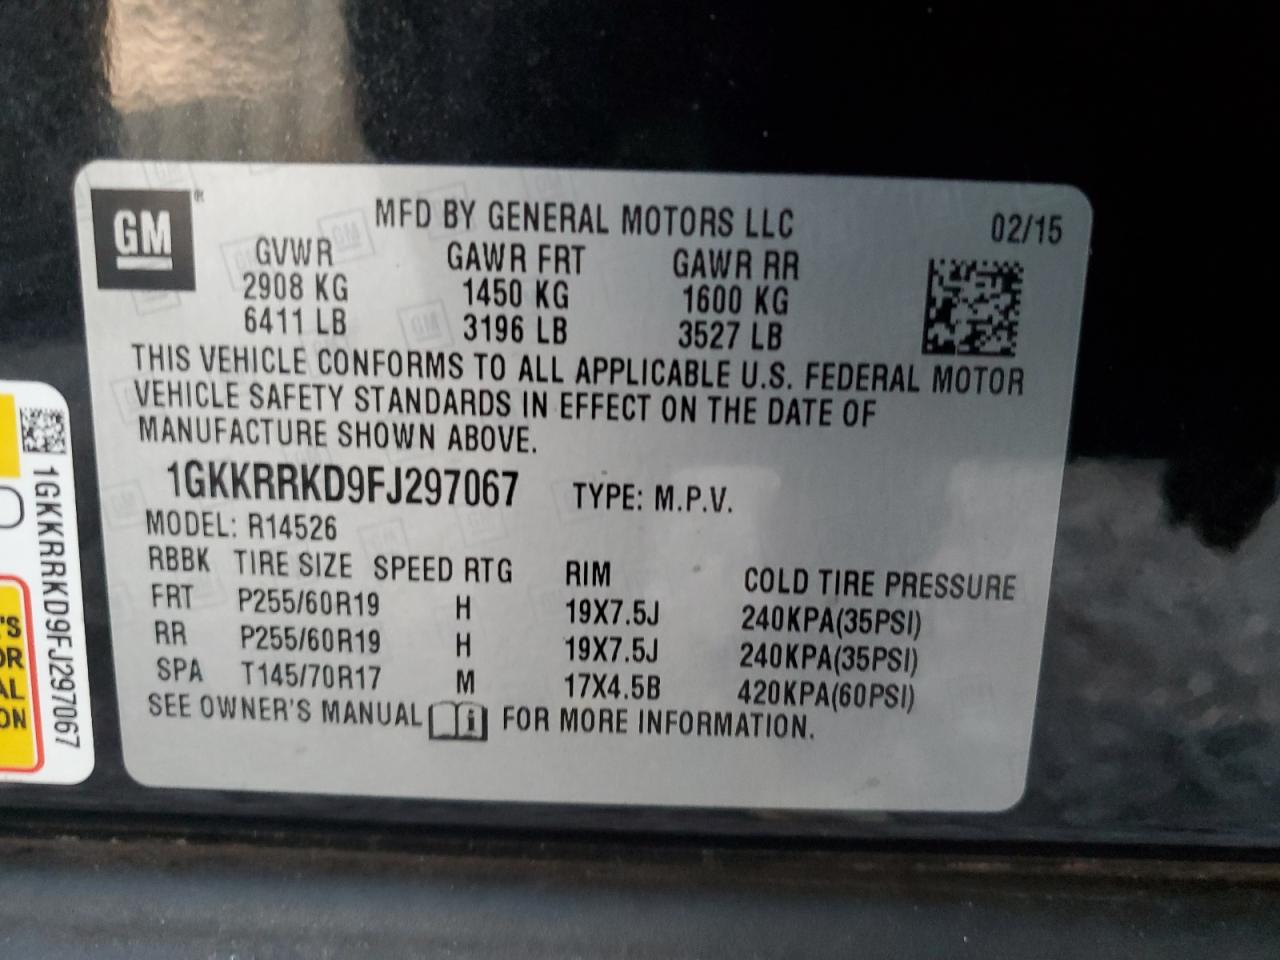 GM
MFD BY GENERAL MOTORS LLC 02/15
GVWR GAWR FRT GAWR RR
2908 KG 1450 KG 1600 KG
6411 LB 3196 LB 3527 LB
THIS VEHICLE CONFORMS TO ALL APPLICABLE U.S. FEDERAL MOTOR
VEHICLE SAFETY STANDARDS IN EFFECT ON THE DATE OF
MANUFACTURE SHOWN ABOVE.
1GKKRRKD9FJ297067 TYPE: M.P.V.
MODEL: R14526
RBBK TIRE SIZE SPEED RTG RIM COLD TIRE PRESSURE
FRT P255/60R19 H 19X7.5J 240KPA(35PSI)
RR P255/60R19 H 19X7.5J 240KPA(35PSI)
SPA T145/70R17 M 17X4.5B 420KPA(60PSI)
SEE OWNER'S MANUAL i FOR MORE INFORMATION.
1GKKRRKD9FJ297067
'S
OR
AL
ON